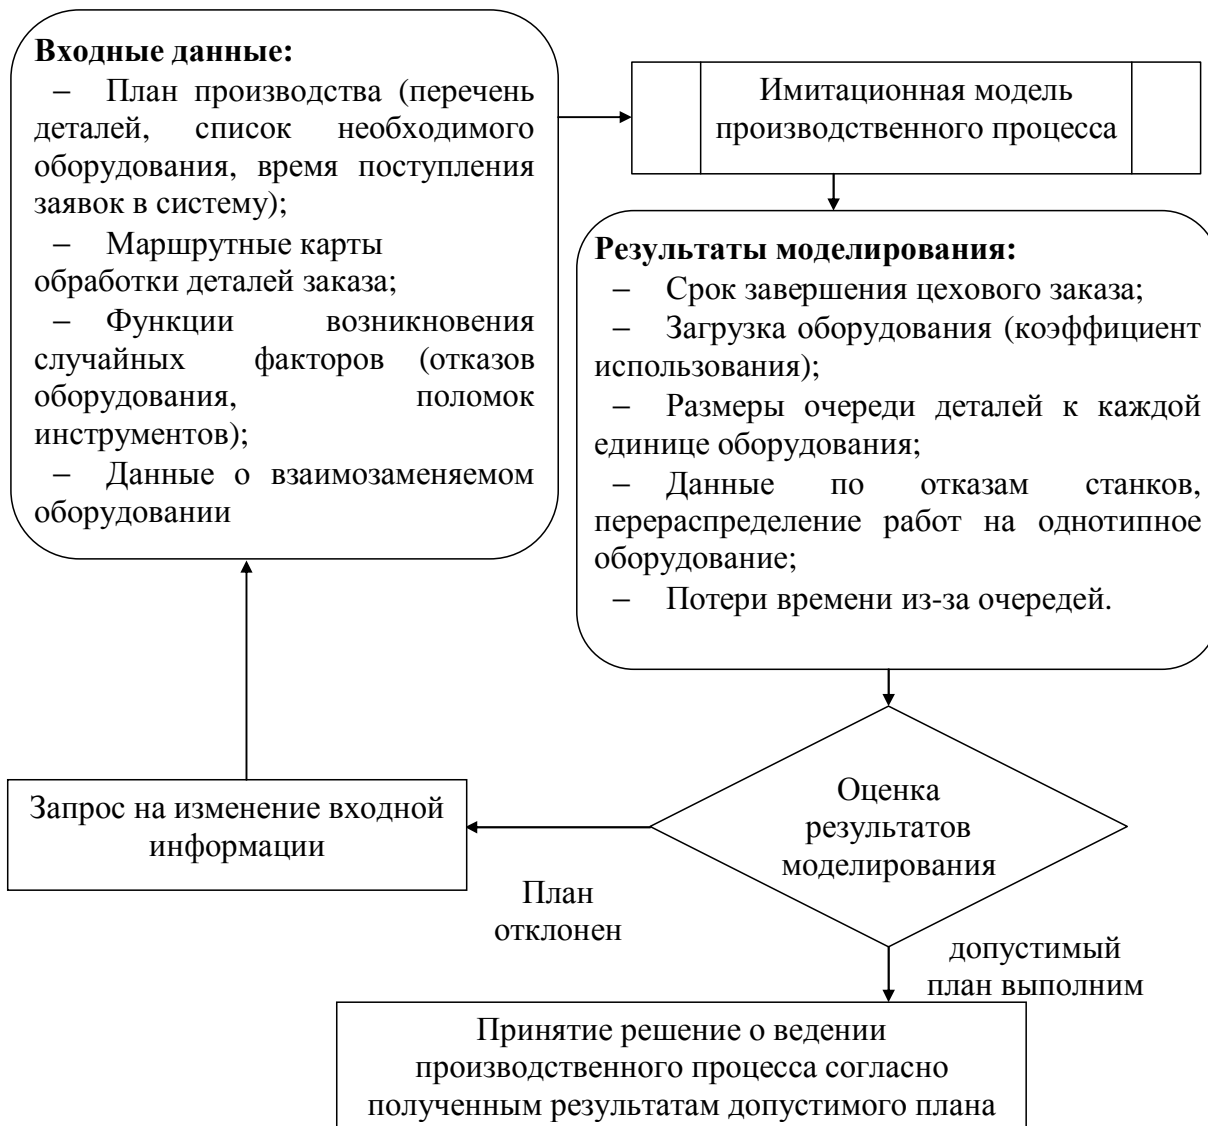 Входные данные:
– План производства (перечень
деталей, список необходимого
оборудования, время поступления
заявок в систему);
– Маршрутные карты
обработки деталей заказа;
– Функции возникновения
случайных факторов (отказов
оборудования, поломок
инструментов);
– Данные о взаимозаменяемом
оборудовании
Имитационная модель
производственного процесса
Результаты моделирования:
– Срок завершения цехового заказа;
– Загрузка оборудования (коэффициент
использования);
– Размеры очереди деталей к каждой
единице оборудования;
– Данные по отказам станков,
перераспределение работ на однотипное
оборудование;
– Потери времени из-за очередей.
Оценка
результатов
моделирования
Запрос на изменение входной
информации
План
отклонен
допустимый
план выполним
Принятие решение о ведении
производственного процесса согласно
полученным результатам допустимого плана